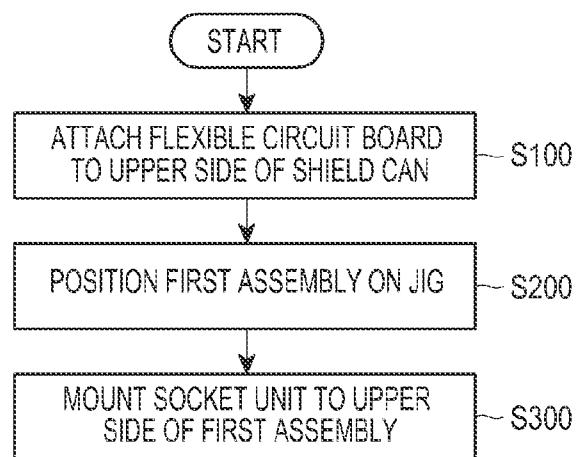 START
ATTACH FLEXIBLE CIRCUIT BOARD
TO UPPER SIDE OF SHIELD CAN
S100
POSITION FIRST ASSEMBLY ON JIG
S200
MOUNT SOCKET UNIT TO UPPER
SIDE OF FIRST ASSEMBLY
S300